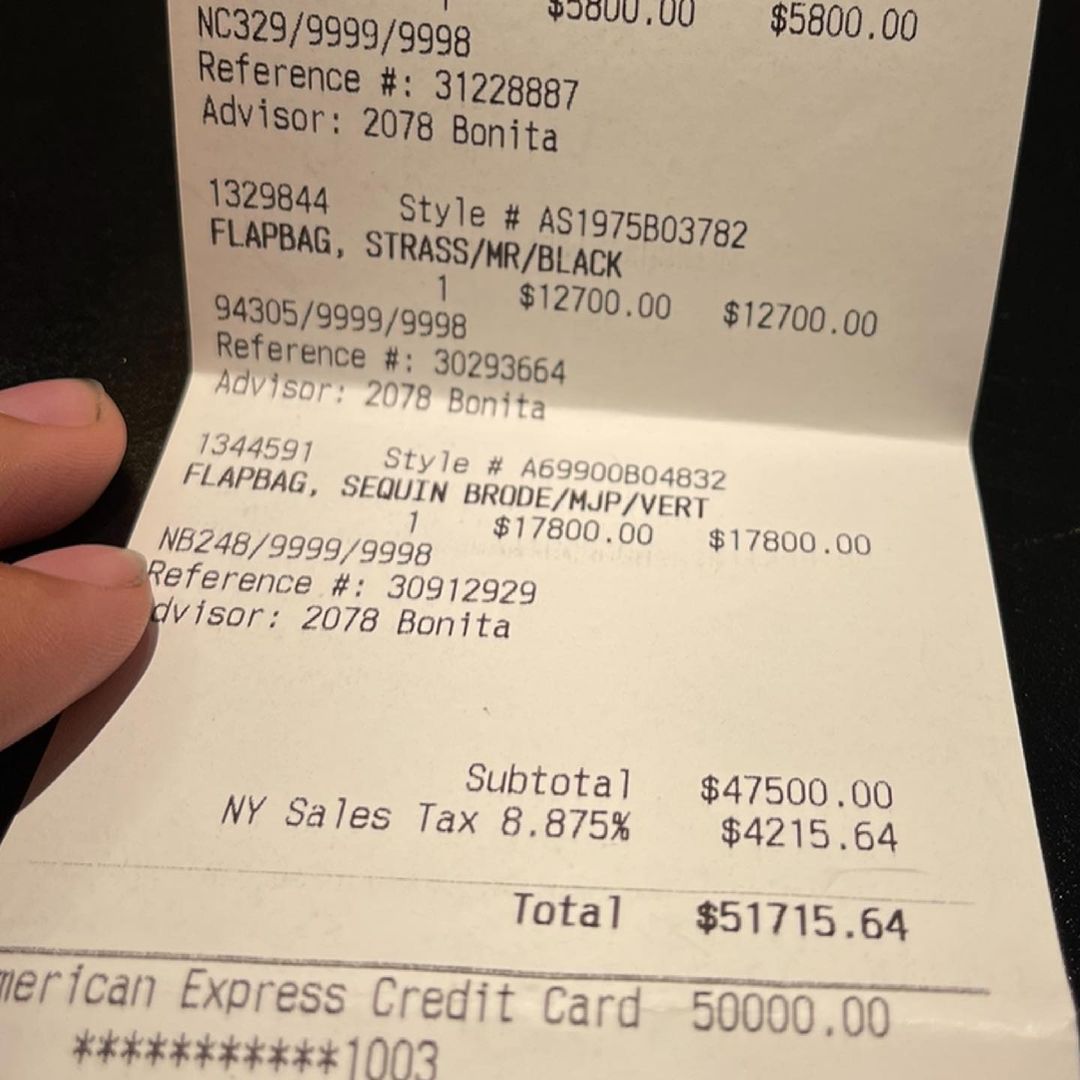 1 $5800.00 $5800.00
NC329/9999/9998
Reference #: 31228887
Advisor: 2078 Bonita
1329844 Style # AS1975B03782
FLAPBAG, STRASS/MR/BLACK
1 $12700.00 $12700.00
94305/9999/9998
Reference #: 30293664
Advisor: 2078 Bonita
1344591 Style # A69900B04832
FLAPBAG, SEQUIN BRODE/MJP/VERT
1 $17800.00 $17800.00
NB248/9999/9998
Reference #: 30912929
dvisor: 2078 Bonita
Subtotal $47500.00
NY Sales Tax 8.875% $4215.64
Total $51715.64
merican Express Credit Card 50000.00
***********1003